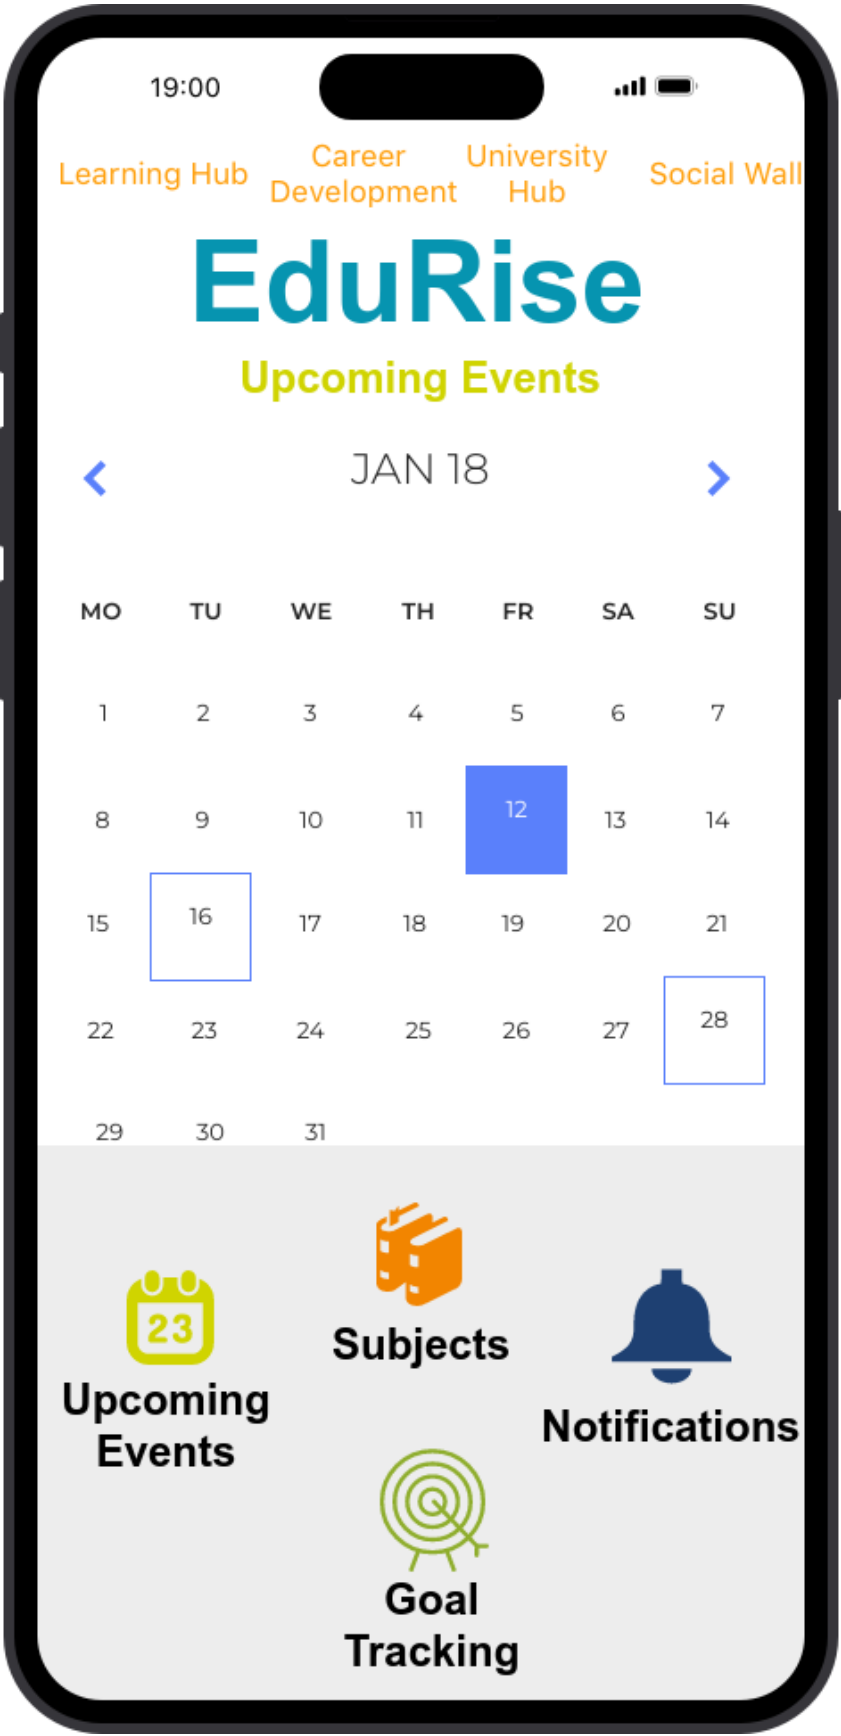 19:00
Learning Hub
Career
Development
University
Hub
Social Wall
EduRise
Upcoming Events
JAN 18
MO TU WE TH FR SA SU
1 2 3 4 5 6 7
8 9 10 11 12 13 14
15 16 17 18 19 20 21
22 23 24 25 26 27 28
29 30 31
23
Upcoming
Events
Subjects
Notifications
Goal
Tracking